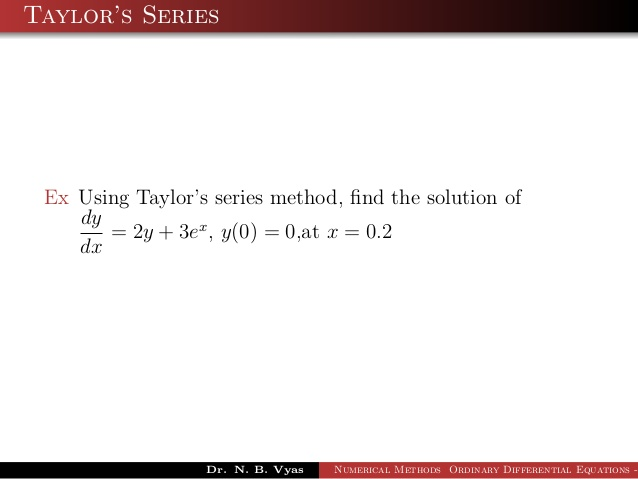 Taylor's Series
Ex Using Taylor's series method, find the solution of
dy/dx = 2y + 3eˣ, y(0) = 0,at x = 0.2
Dr. N. B. Vyas Numerical Methods Ordinary Differential Equations -